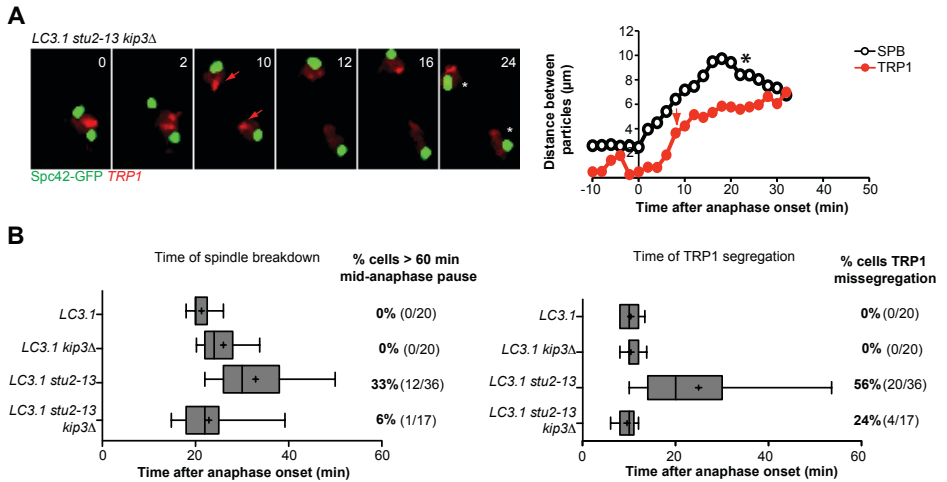 A
LC3.1 stu2-13 kip3Δ
0 2 10 12 16 24
* *
Spc42-GFP TRP1
Distance between
particles (µm)
12
10
8
6
4
2
*
SPB
TRP1
-10 0 10 20 30 40 50
Time after anaphase onset (min)
B
Time of spindle breakdown
% cells > 60 min
mid-anaphase pause
LC3.1
0% (0/20)
LC3.1 kip3Δ
0% (0/20)
LC3.1 stu2-13
33% (12/36)
LC3.1 stu2-13
kip3Δ
6% (1/17)
0 20 40 60
Time after anaphase onset (min)
Time of TRP1 segregation
% cells TRP1
missegregation
LC3.1
0% (0/20)
LC3.1 kip3Δ
0% (0/20)
LC3.1 stu2-13
56% (20/36)
LC3.1 stu2-13
kip3Δ
24% (4/17)
0 20 40 60
Time after anaphase onset (min)